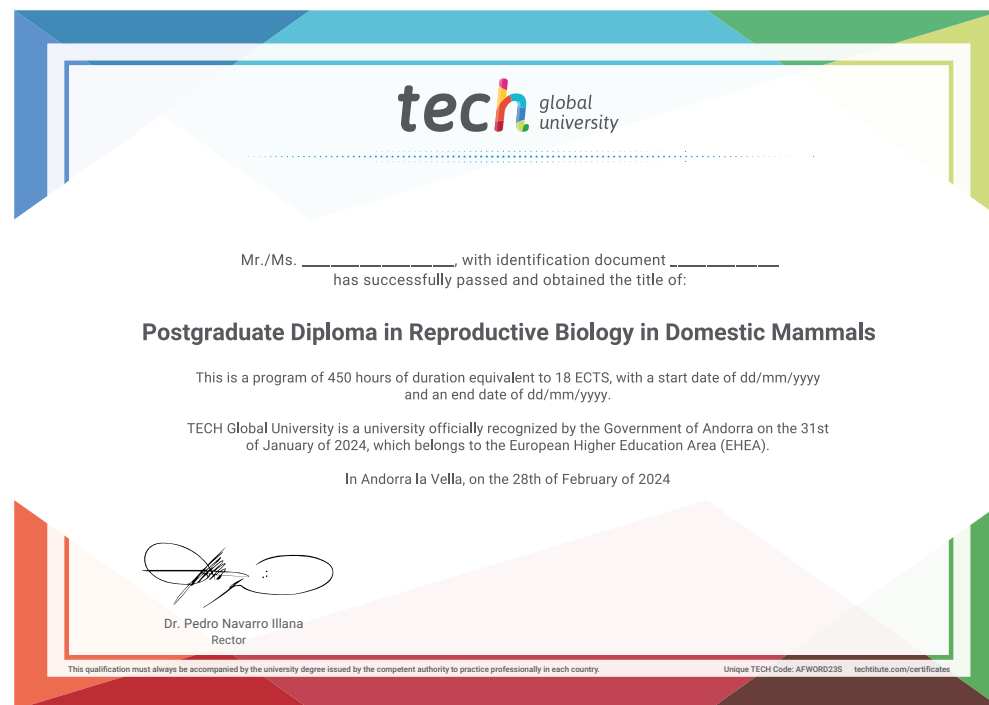 tech global
university
Mr./Ms. ________________, with identification document ____________
has successfully passed and obtained the title of:
Postgraduate Diploma in Reproductive Biology in Domestic Mammals
This is a program of 450 hours of duration equivalent to 18 ECTS, with a start date of dd/mm/yyyy
and an end date of dd/mm/yyyy.
TECH Global University is a university officially recognized by the Government of Andorra on the 31st
of January of 2024, which belongs to the European Higher Education Area (EHEA).
In Andorra la Vella, on the 28th of February of 2024
Dr. Pedro Navarro Illana
Rector
This qualification must always be accompanied by the university degree issued by the competent authority to practice professionally in each country. Unique TECH Code: AFWORD23S techtitute.com/certificates